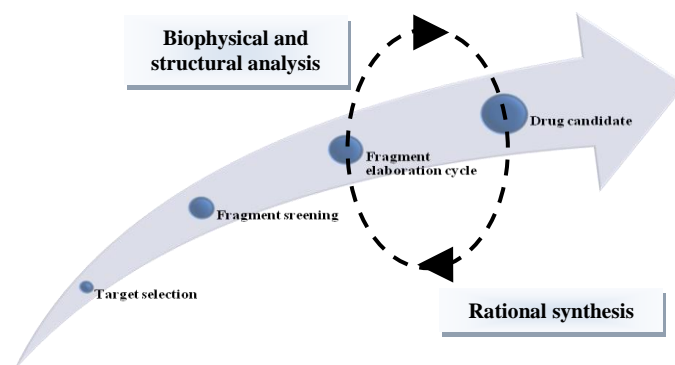 Biophysical and
structural analysis
Drug candidate
Fragment
elaboration cycle
Fragment sreening
Target selection
Rational synthesis